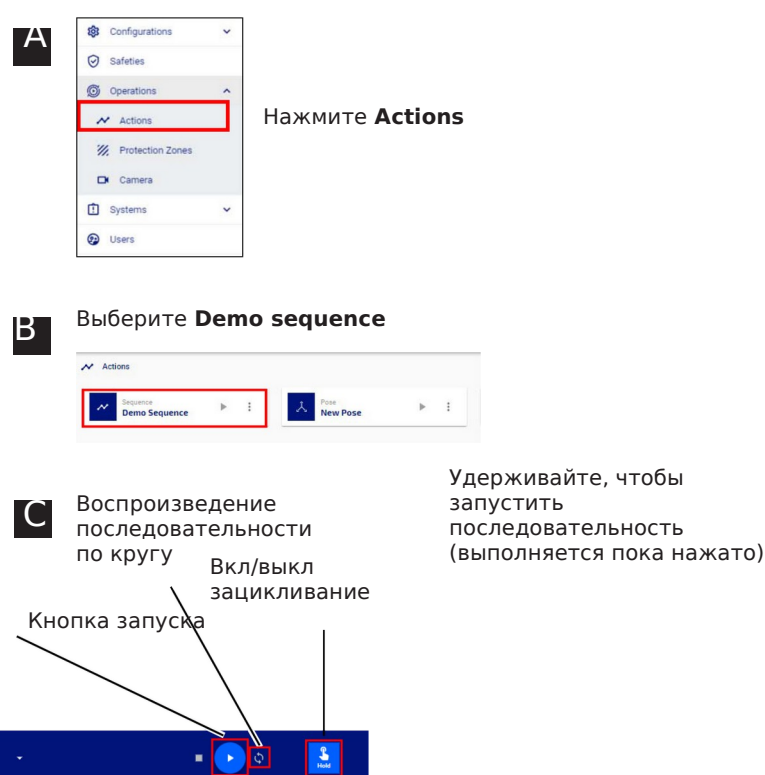 A
Configurations
Safeties
Operations
Actions
Protection Zones
Camera
Systems
Users
Нажмите Actions
B
Выберите Demo sequence
Actions
Sequence
Demo Sequence
Pose
New Pose
C
Воспроизведение
последовательности
по кругу
Вкл/выкл
зацикливание
Кнопка запуска
Удерживайте, чтобы
запустить
последовательность
(выполняется пока нажато)
Hold